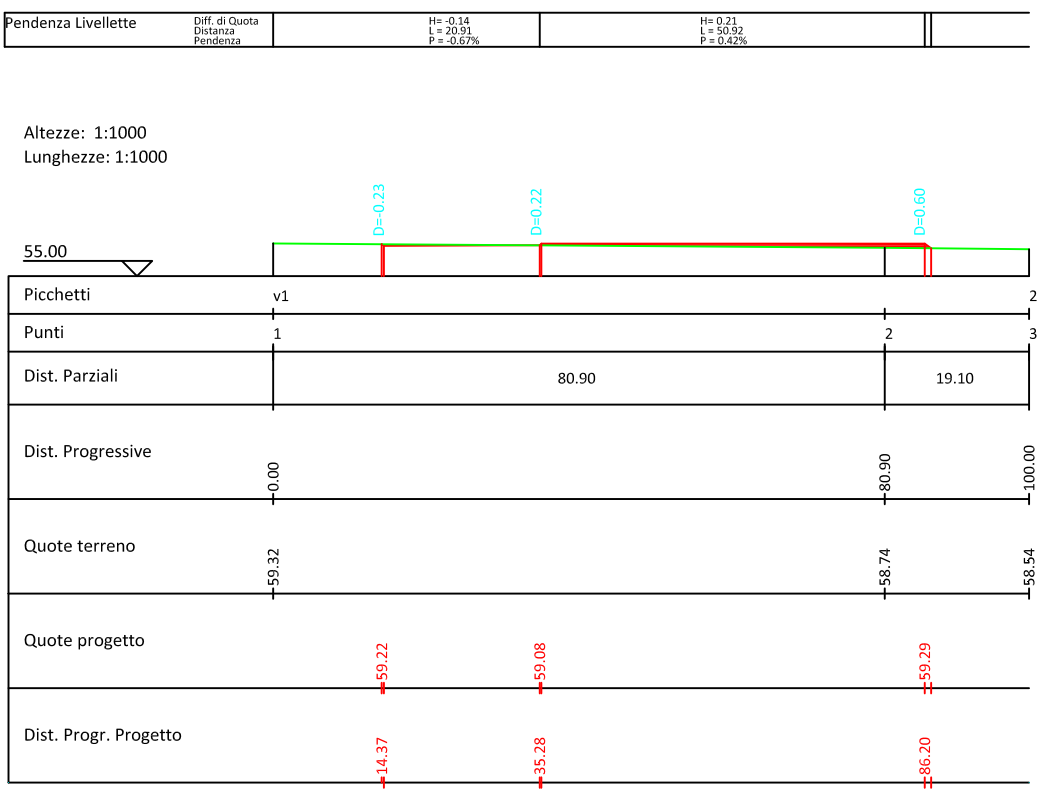 Pendenza Livellette
Diff. di Quota
Distanza
Pendenza
H= -0.14
L = 20.91
P = -0.67%
H= 0.21
L = 50.92
P = 0.42%
Altezze: 1:1000
Lunghezze: 1:1000
D=-0.23
D=0.22
D=0.60
55.00
Picchetti
v1
2
Punti
1
2
3
Dist. Parziali
80.90
19.10
Dist. Progressive
0.00
80.90
100.00
Quote terreno
59.32
58.74
58.54
Quote progetto
59.22
59.08
59.29
Dist. Progr. Progetto
14.37
35.28
86.20